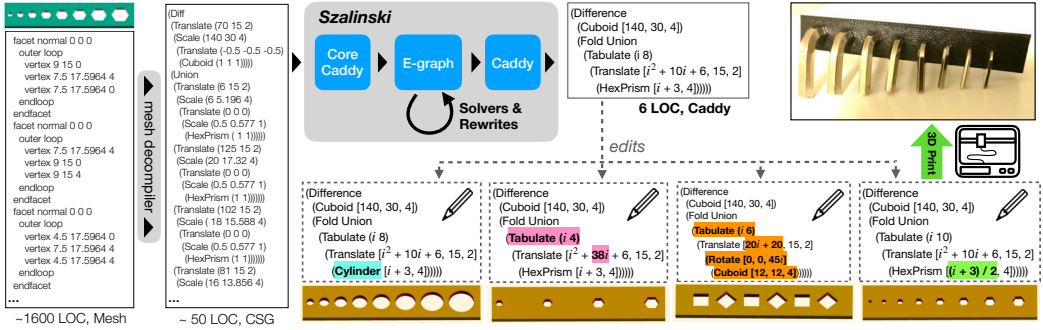 facet normal 0 0 0
outer loop
vertex 9 15 0
vertex 7.5 17.5964 4
vertex 7.5 17.5964 0
endloop
endfacet
facet normal 0 0 0
outer loop
vertex 7.5 17.5964 4
vertex 9 15 0
vertex 9 15 4
endloop
endfacet
facet normal 0 0 0
outer loop
vertex 4.5 17.5964 0
vertex 7.5 17.5964 0
vertex 4.5 17.5964 4
endloop
endfacet
...
~1600 LOC, Mesh
mesh decompiler
(Diff
(Translate (70 15 2)
(Scale (140 30 4)
(Translate (-0.5 -0.5 -0.5)
(Cuboid (1 1 1)))))
(Union
(Translate (6 15 2)
(Scale (6 5.196 4)
(Translate (0 0 0)
(Scale (0.5 0.577 1)
(HexPrism ( 1 1))))))
(Translate (125 15 2)
(Scale (20 17.32 4)
(Translate (0 0 0)
(Scale (0.5 0.577 1)
(HexPrism (1 1)))))))
(Translate (102 15 2)
(Scale ( 18 15.588 4)
(Translate (0 0 0)
(Scale (0.5 0.577 1)
(HexPrism (1 1)))))))
(Translate (81 15 2)
(Scale (16 13.856 4)
...
~ 50 LOC, CSG
Szalinski
Core
Caddy
E-graph
Caddy
Solvers &
Rewrites
(Difference
(Cuboid [140, 30, 4])
(Fold Union
(Tabulate (i 8)
(Translate [i² + 10i + 6, 15, 2]
(HexPrism [i + 3, 4])))))
6 LOC, Caddy
edits
3D Print
(Difference
(Cuboid [140, 30, 4])
(Fold Union
(Tabulate (i 8)
(Translate [i² + 10i + 6, 15, 2]
(Cylinder [i + 3, 4])))))
(Difference
(Cuboid [140, 30, 4])
(Fold Union
(Tabulate (i 4)
(Translate [i² + 38i + 6, 15, 2]
(HexPrism [i + 3, 4])))))
(Difference
(Cuboid [140, 30, 4])
(Fold Union
(Tabulate (i 6)
(Translate [20i + 20, 15, 2]
(Rotate [0, 0, 45i]
(Cuboid [12, 12, 4]))))))
(Difference
(Cuboid [140, 30, 4])
(Fold Union
(Tabulate (i 10)
(Translate [i² + 10i + 6, 15, 2]
(HexPrism [(i + 3) / 2, 4])))))